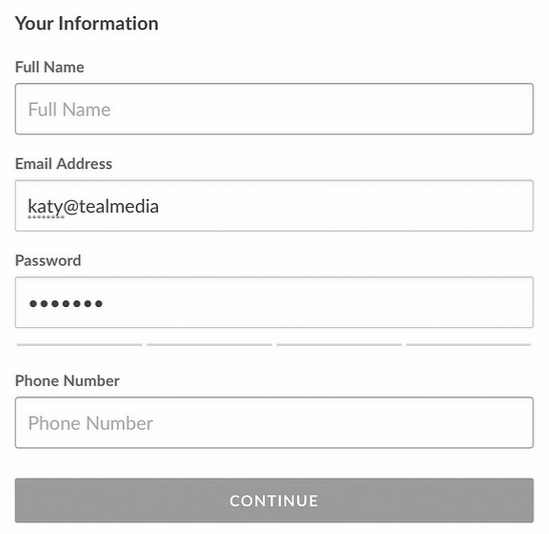 Your Information
Full Name
Full Name
Email Address
katy@tealmedia
Password
•••••••
Phone Number
Phone Number
CONTINUE